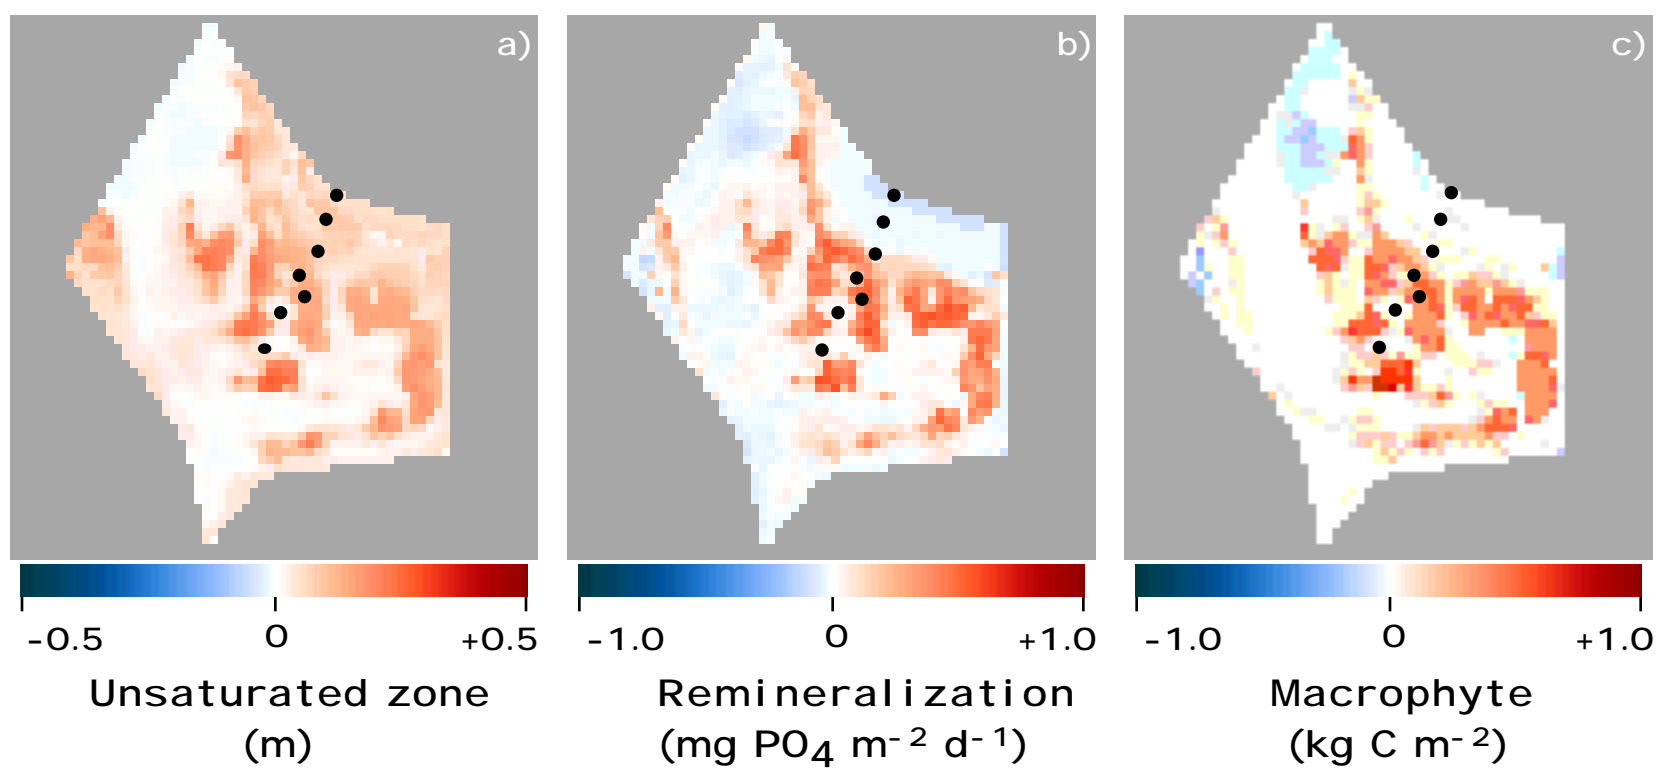 a) b) c)
-0.5 0 +0.5 -1.0 0 +1.0 -1.0 0 +1.0
Unsaturated zone Remineralization Macrophyte
(m) (mg PO4 m-2 d-1) (kg C m-2)